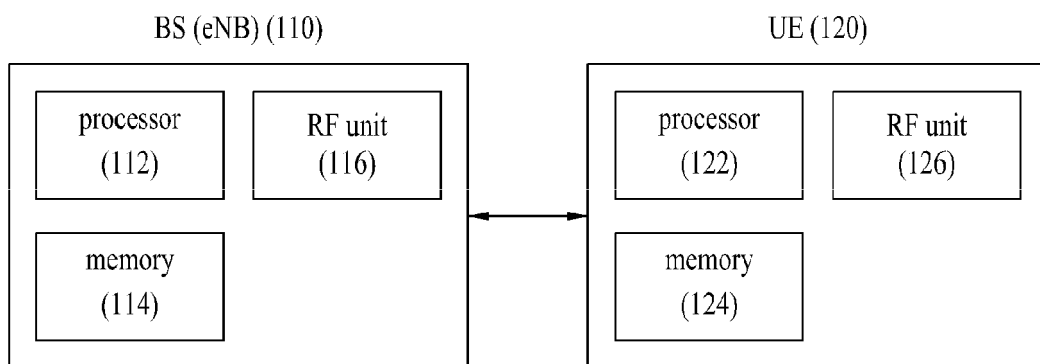 BS (eNB) (110)
processor
(112)
RF unit
(116)
memory
(114)
UE (120)
processor
(122)
RF unit
(126)
memory
(124)